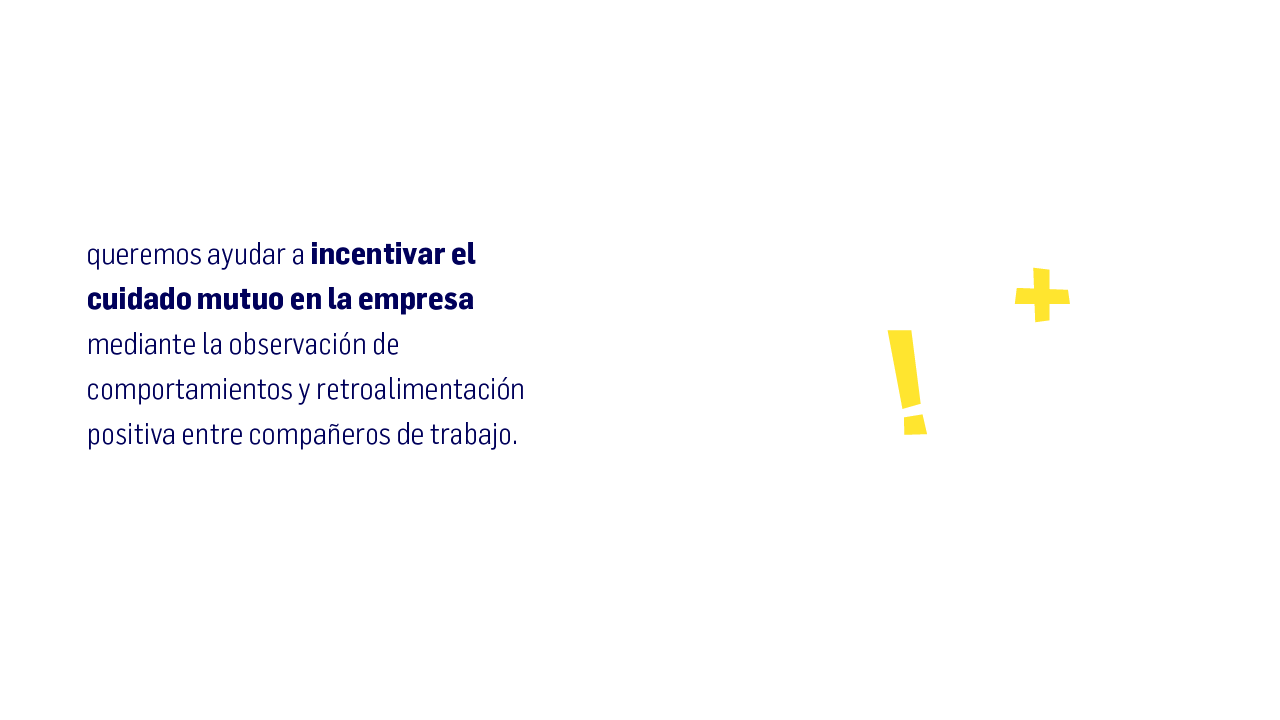 queremos ayudar a incentivar el
cuidado mutuo en la empresa
mediante la observación de
comportamientos y retroalimentación
positiva entre compañeros de trabajo.
+
!